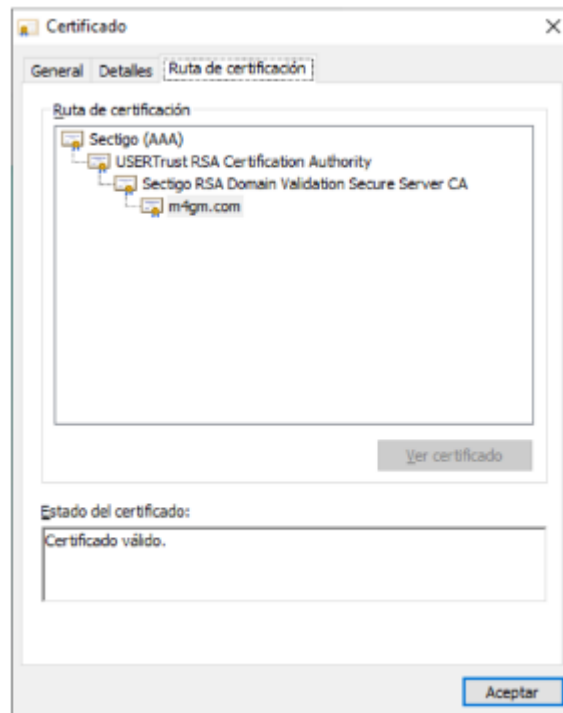 Certificado
General Detalles Ruta de certificación
Ruta de certificación
Sectigo (AAA)
USERTrust RSA Certification Authority
Sectigo RSA Domain Validation Secure Server CA
m4gm.com
Ver certificado
Estado del certificado:
Certificado válido.
Aceptar